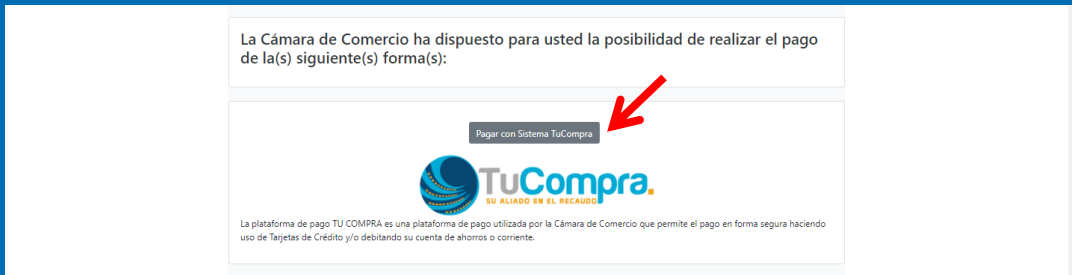 La Cámara de Comercio ha dispuesto para usted la posibilidad de realizar el pago
de la(s) siguiente(s) forma(s):
Pagar con Sistema TuCompra
TuCompra.
SU ALIADO EN EL RECAUDO
La plataforma de pago TU COMPRA es una plataforma de pago utilizada por la Cámara de Comercio que permite el pago en forma segura haciendo
uso de Tarjetas de Crédito y/o debitando su cuenta de ahorros o corriente.